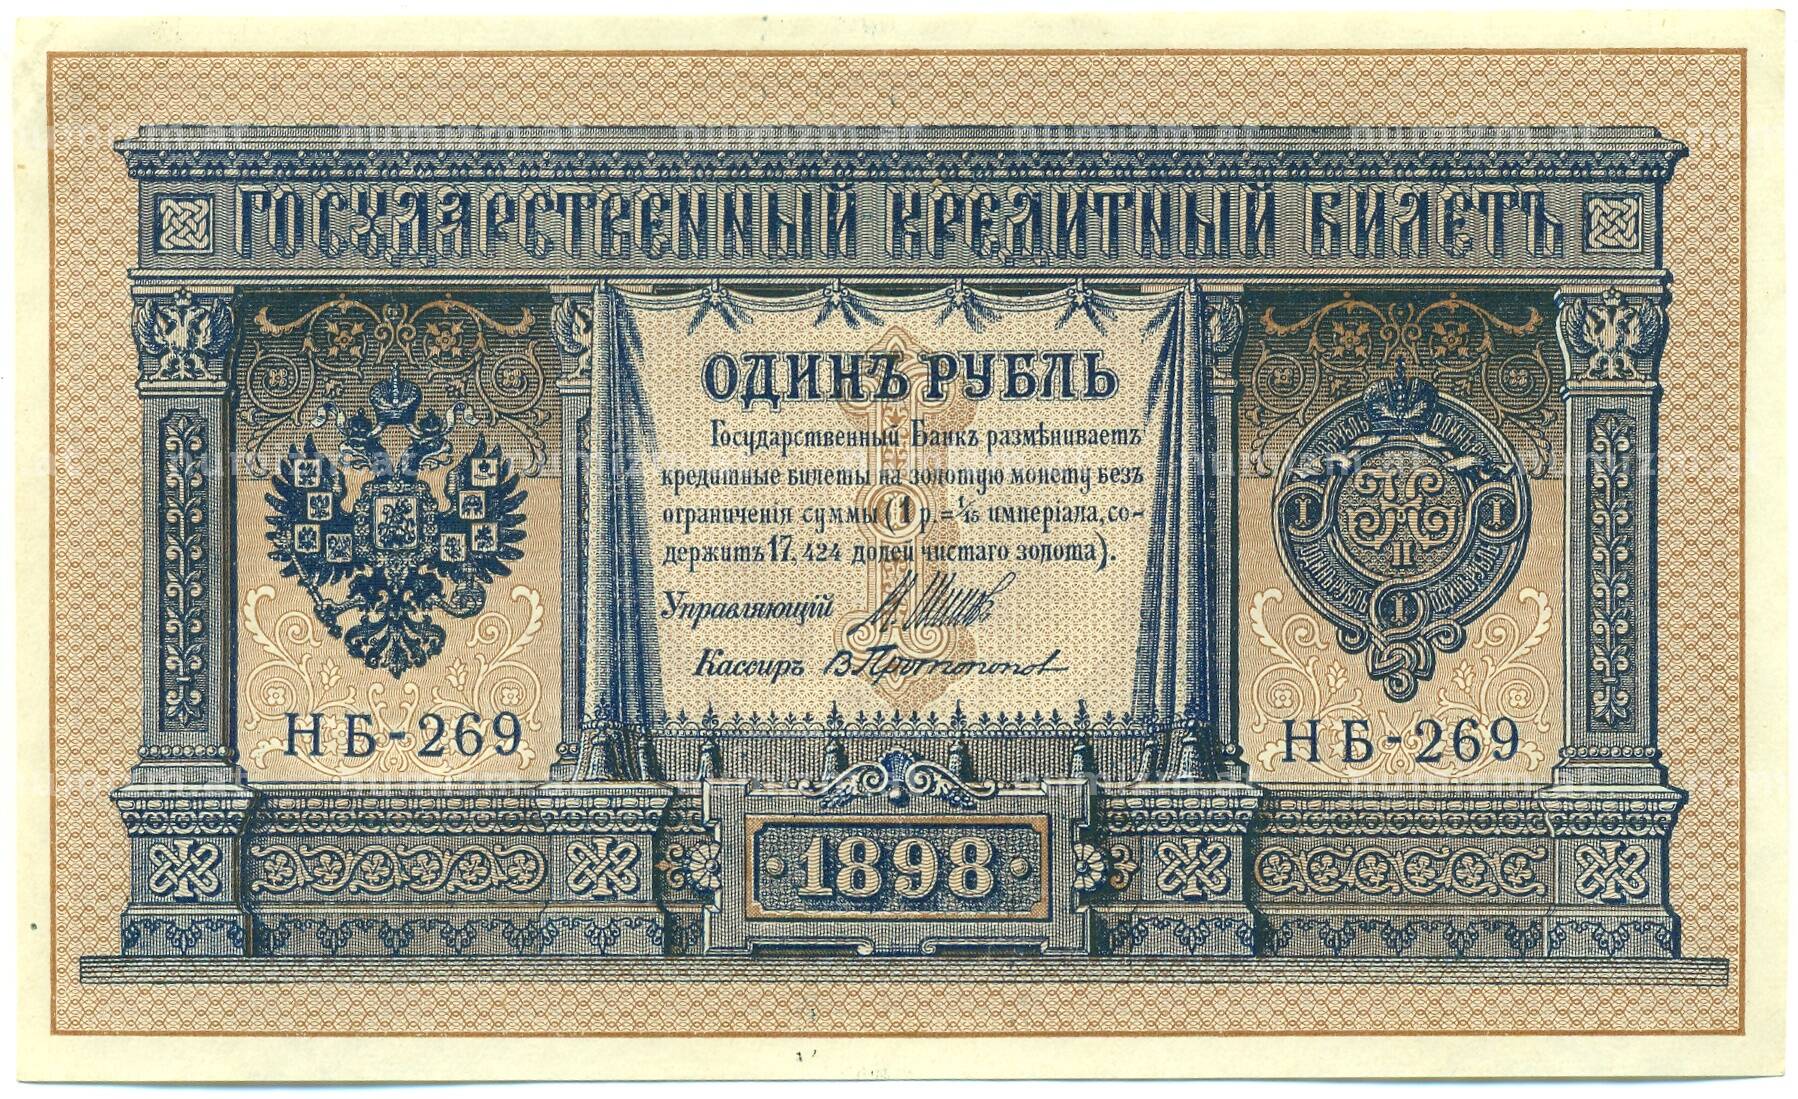 ГОСУДАРСТВЕННЫЙ КРЕДИТНЫЙ БИЛЕТЪ
ОДИНЪ РУБЛЬ
Государственный Банкъ размѣниваетъ
кредитные билеты на золотую монету безъ
ограниченія суммы (1 р. = 1/15 имперіала, со-
держитъ 17,424 долей чистаго золота).
Управляющій
Кассиръ В. Протопопов
НБ-269
НБ-269
1898